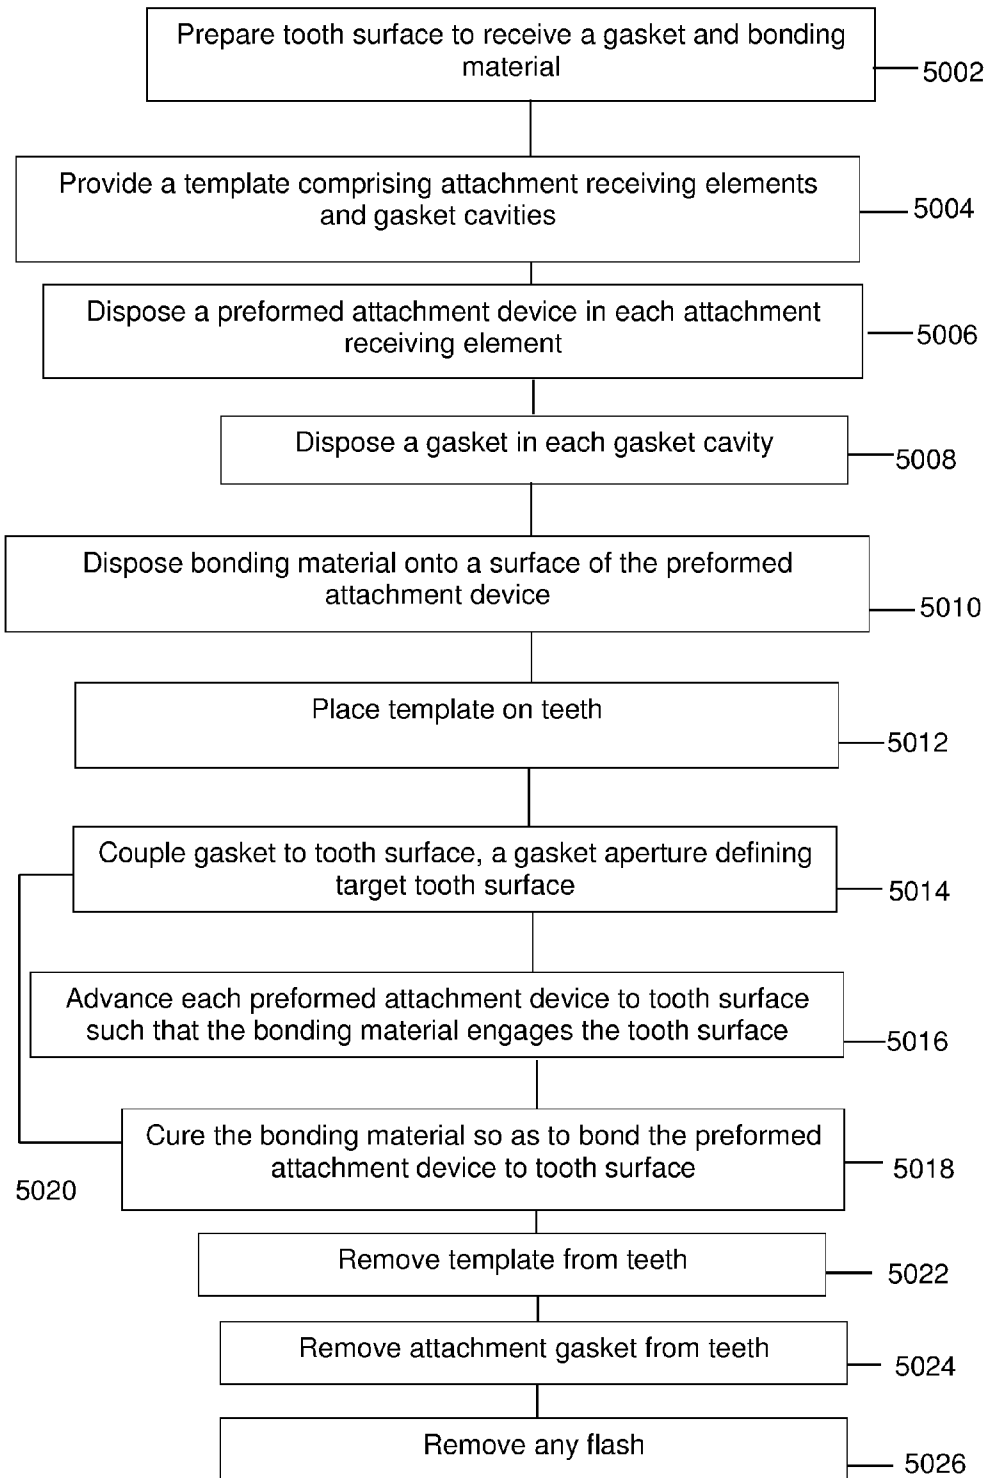 Prepare tooth surface to receive a gasket and bonding
material
5002
Provide a template comprising attachment receiving elements
and gasket cavities
5004
Dispose a preformed attachment device in each attachment
receiving element
5006
Dispose a gasket in each gasket cavity
5008
Dispose bonding material onto a surface of the preformed
attachment device
5010
Place template on teeth
5012
Couple gasket to tooth surface, a gasket aperture defining
target tooth surface
5014
Advance each preformed attachment device to tooth surface
such that the bonding material engages the tooth surface
5016
Cure the bonding material so as to bond the preformed
attachment device to tooth surface
5018
5020
Remove template from teeth
5022
Remove attachment gasket from teeth
5024
Remove any flash
5026